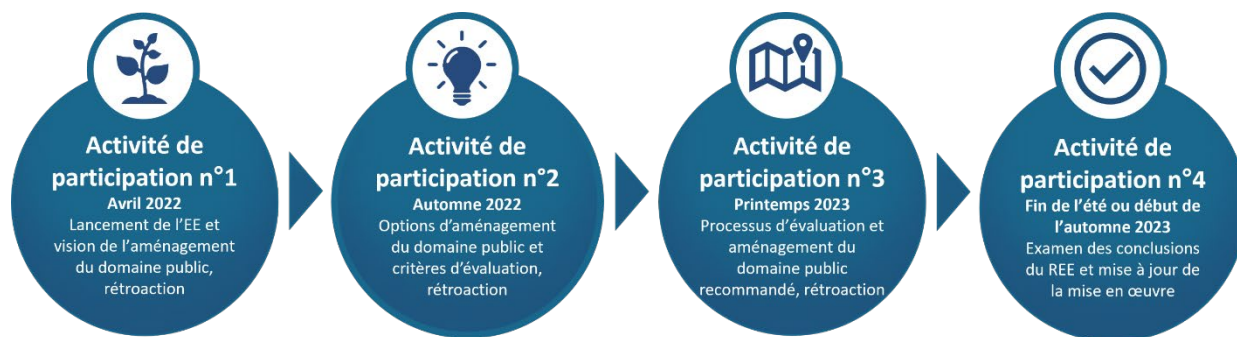 Activité de
participation n°1
Avril 2022
Lancement de l'EE et
vision de l'aménagement
du domaine public,
rétroaction
Activité de
participation n°2
Automne 2022
Options d'aménagement
du domaine public et
critères d'évaluation,
rétroaction
Activité de
participation n°3
Printemps 2023
Processus d'évaluation et
aménagement du
domaine public
recommandé, rétroaction
Activité de
participation n°4
Fin de l'été ou début de
l'automne 2023
Examen des conclusions
du REE et mise à jour de
la mise en œuvre